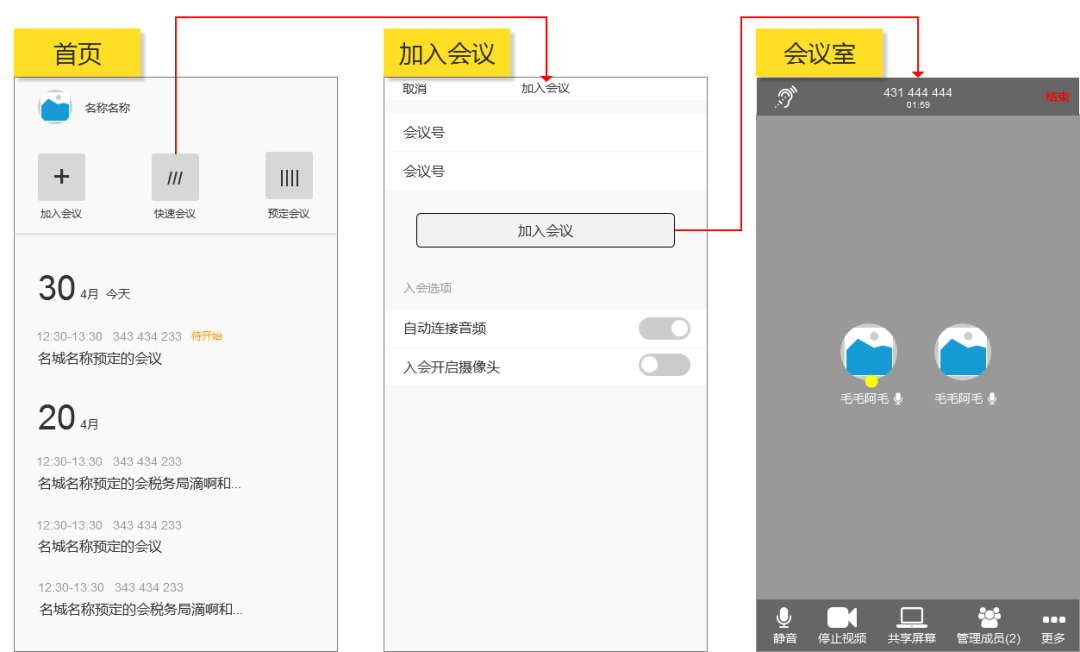 首页
名称名称
加入会议
快速会议
预定会议
30 4月 今天
12:30-13:30 343 434 233 待开始
名城名称预定的会议
20 4月
12:30-13:30 343 434 233
名城名称预定的会税务局滴啊和...
12:30-13:30 343 434 233
名城名称预定的会议
12:30-13:30 343 434 233
名城名称预定的会税务局滴啊和...
加入会议
取消 加入会议
会议号
会议号
加入会议
入会选项
自动连接音频
入会开启摄像头
会议室
431 444 444
01:59
结束
毛毛阿毛
毛毛阿毛
静音
停止视频
共享屏幕
管理成员(2)
更多